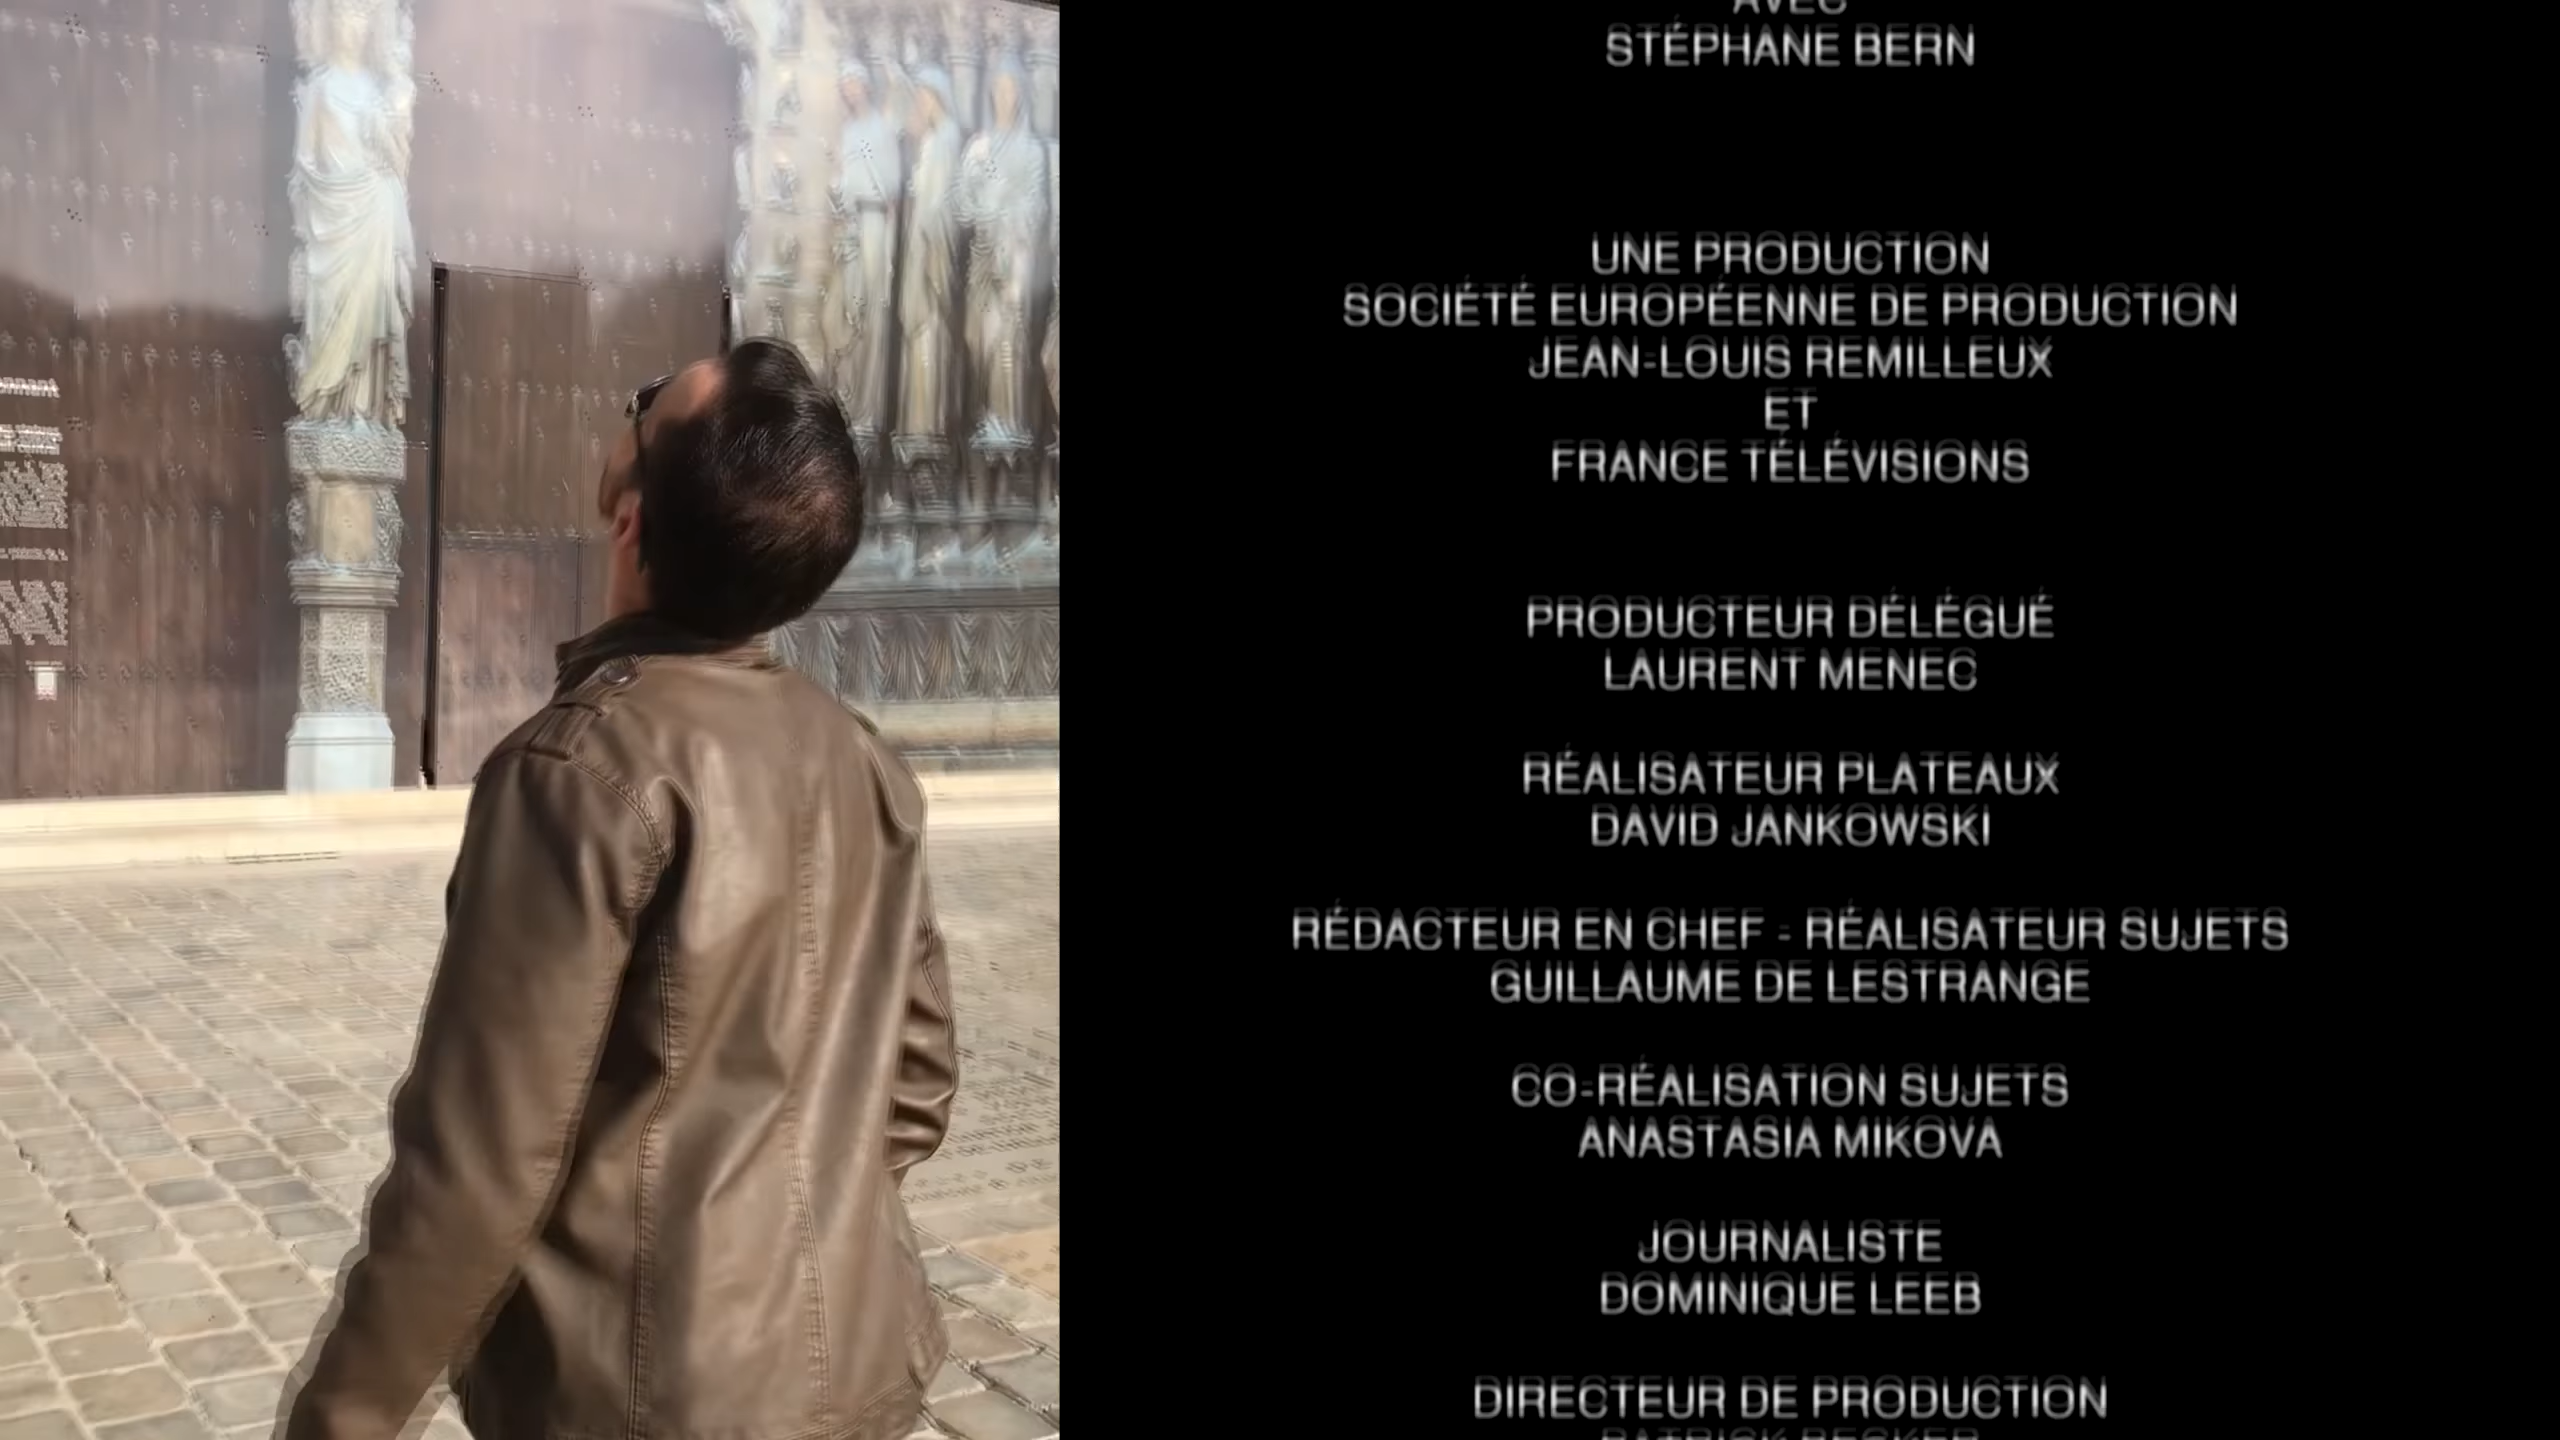 AVEC
STÉPHANE BERN
UNE PRODUCTION
SOCIÉTÉ EUROPÉENNE DE PRODUCTION
JEAN-LOUIS REMILLEUX
ET
FRANCE TÉLÉVISIONS
PRODUCTEUR DÉLÉGUÉ
LAURENT MENEC
RÉALISATEUR PLATEAUX
DAVID JANKOWSKI
RÉDACTEUR EN CHEF - RÉALISATEUR SUJETS
GUILLAUME DE LESTRANGE
CO-RÉALISATION SUJETS
ANASTASIA MIKOVA
JOURNALISTE
DOMINIQUE LEEB
DIRECTEUR DE PRODUCTION